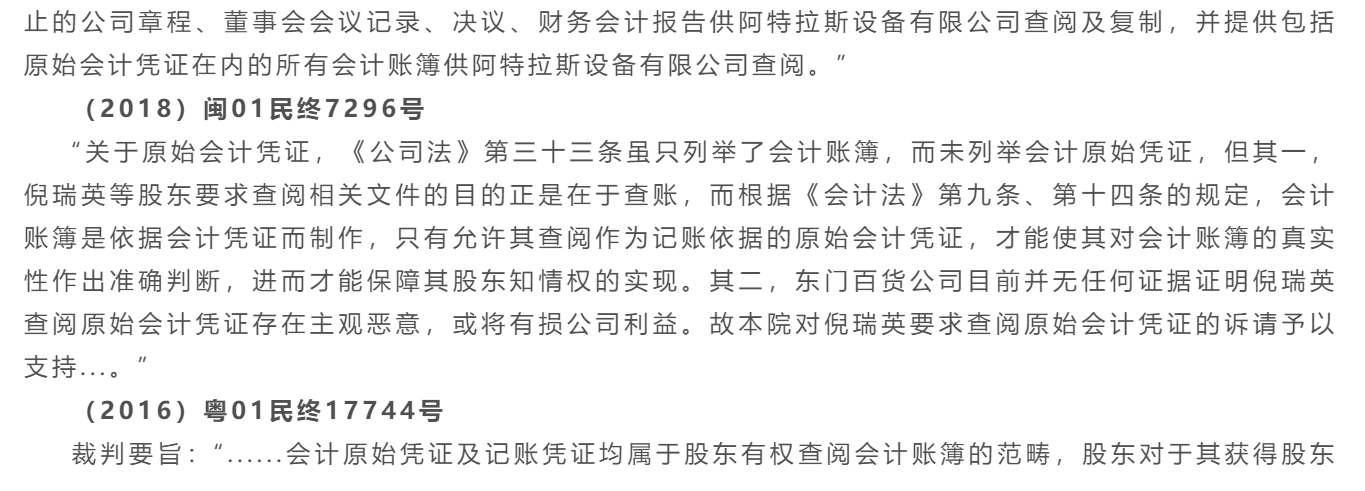 止的公司章程、董事会会议记录、决议、财务会计报告供阿特拉斯设备有限公司查阅及复制，并提供包括
原始会计凭证在内的所有会计账簿供阿特拉斯设备有限公司查阅。”
（2018）闽01民终7296号
“关于原始会计凭证，《公司法》第三十三条虽只列举了会计账簿，而未列举会计原始凭证，但其一，
倪瑞英等股东要求查阅相关文件的目的正是在于查账，而根据《会计法》第九条、第十四条的规定，会计
账簿是依据会计凭证而制作，只有允许其查阅作为记账依据的原始会计凭证，才能使其对会计账簿的真实
性作出准确判断，进而才能保障其股东知情权的实现。其二，东门百货公司目前并无任何证据证明倪瑞英
查阅原始会计凭证存在主观恶意，或将有损公司利益。故本院对倪瑞英要求查阅原始会计凭证的诉请予以
支持...。”
（2016）粤01民终17744号
裁判要旨：“......会计原始凭证及记账凭证均属于股东有权查阅会计账簿的范畴，股东对于其获得股东